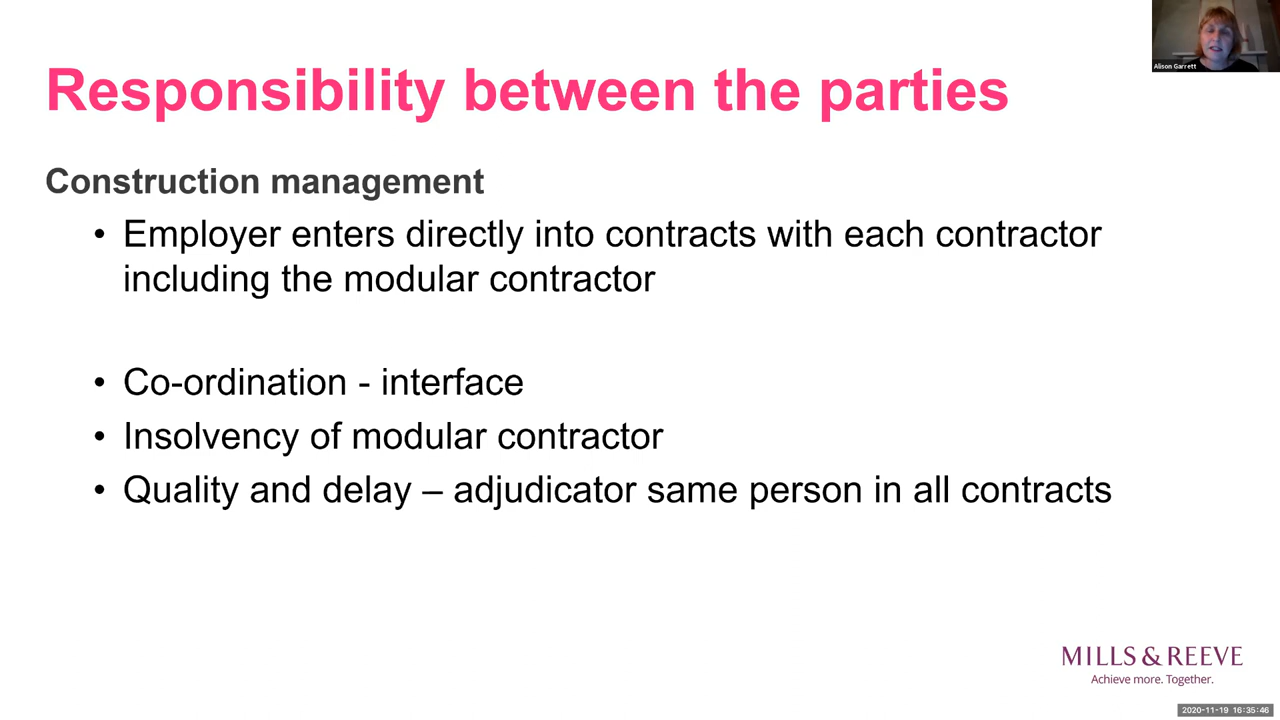 Responsibility between the parties
Alison Garrett
Construction management
• Employer enters directly into contracts with each contractor
including the modular contractor
• Co-ordination - interface
• Insolvency of modular contractor
• Quality and delay – adjudicator same person in all contracts
MILLS & REEVE
Achieve more. Together.
2020-11-19 16:35:46